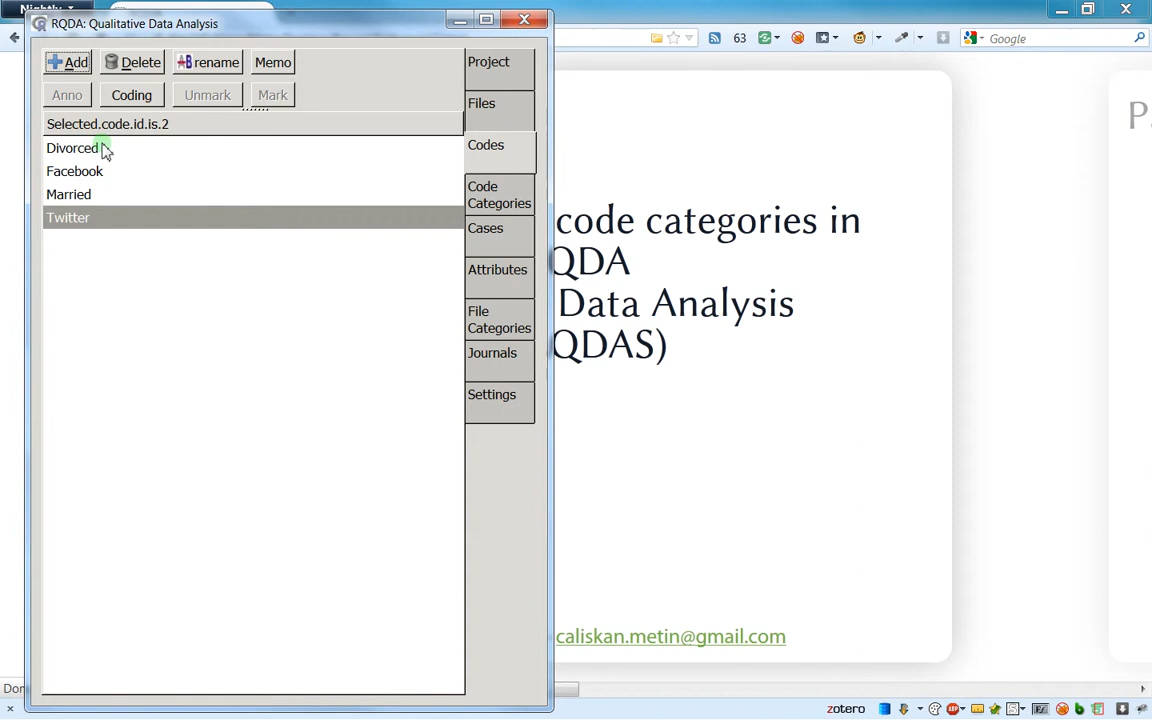 Nightly
RQDA: Qualitative Data Analysis
Add
Delete
rename
Memo
Anno
Coding
Unmark
Mark
Selected.code.id.is.2
Divorced
Facebook
Married
Twitter
Project
Files
Codes
Code
Categories
Cases
Attributes
File
Categories
Journals
Settings
63
Google
code categories in
QDA
Data Analysis
QDAS)
caliskan.metin@gmail.com
P
Don
zotero